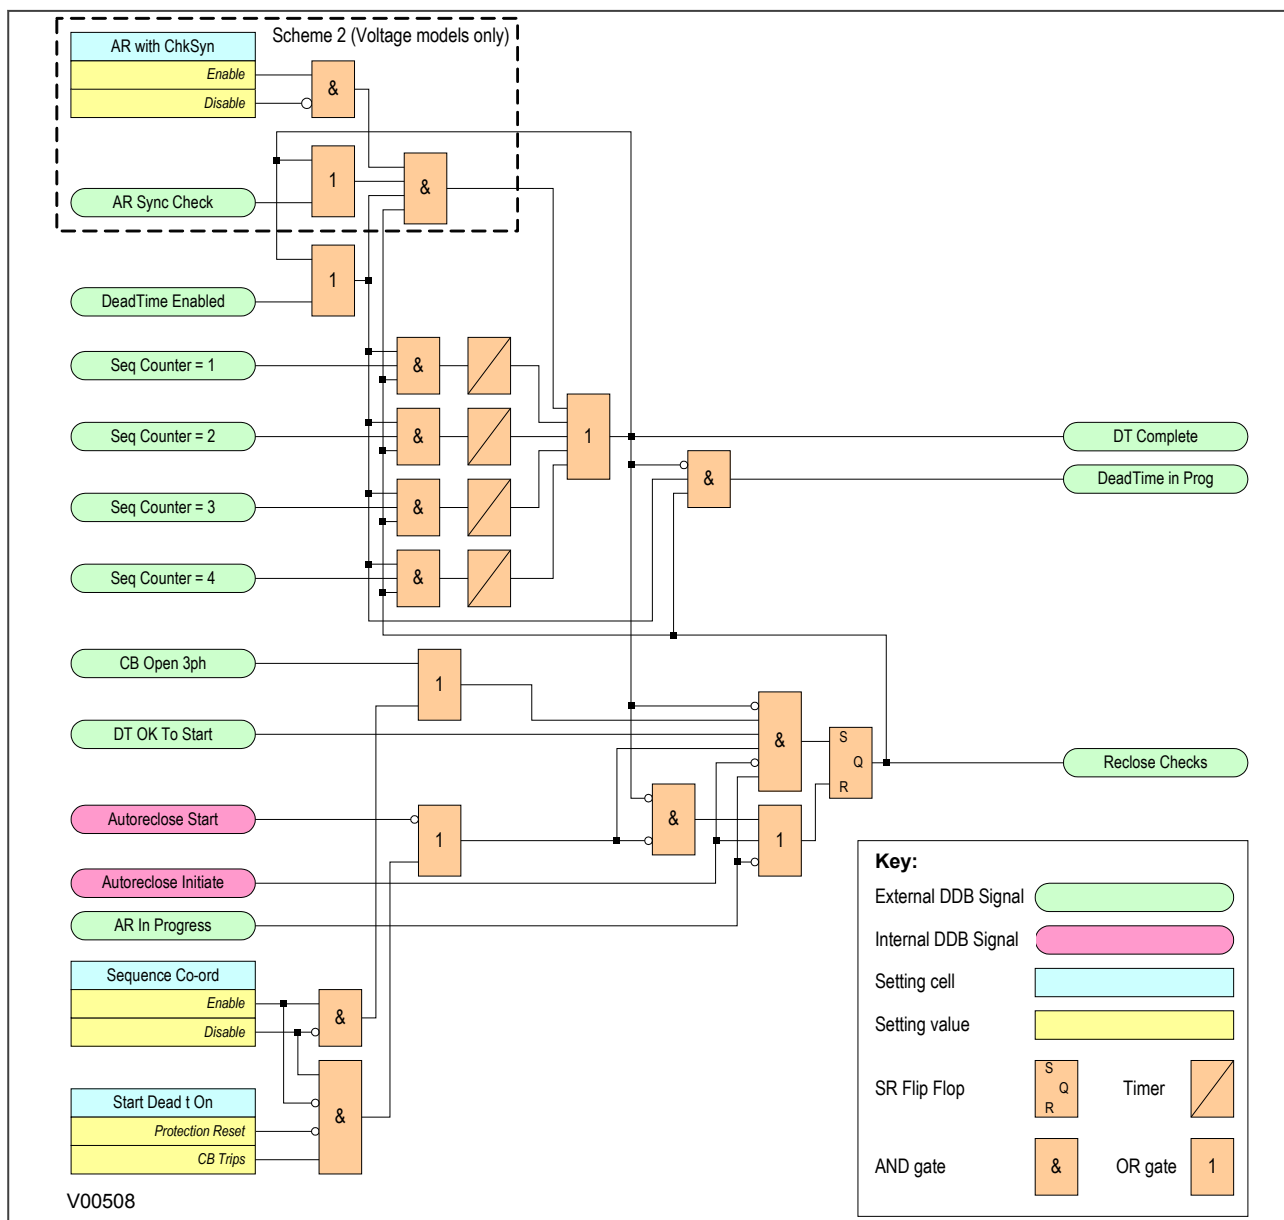 Scheme 2 (Voltage models only)
AR with ChkSyn
Enable
Disable
&
1
&
AR Sync Check
1
DeadTime Enabled
Seq Counter = 1
&
Seq Counter = 2
&
1
DT Complete
&
DeadTime in Prog
Seq Counter = 3
&
Seq Counter = 4
&
CB Open 3ph
1
DT OK To Start
&
S
Q
R
Reclose Checks
Autoreclose Start
1
&
1
Autoreclose Initiate
AR In Progress
Sequence Co-ord
Enable
Disable
&
Start Dead t On
Protection Reset
CB Trips
&
Key:
External DDB Signal
Internal DDB Signal
Setting cell
Setting value
SR Flip Flop
S
Q
R
Timer
AND gate
&
OR gate
1
V00508